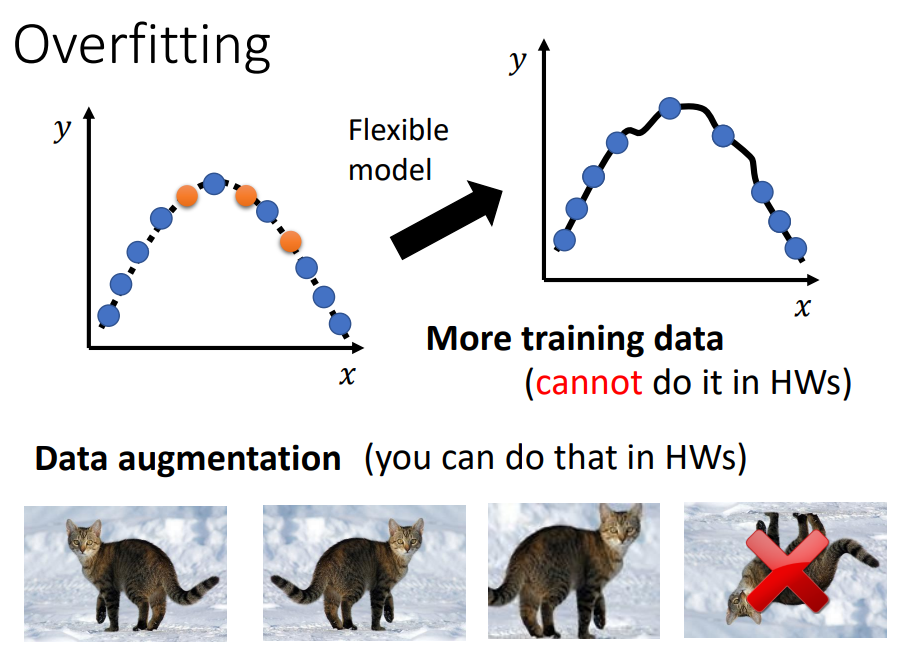 Overfitting
y
x
Flexible
model
y
x
More training data
(cannot do it in HWs)
Data augmentation (you can do that in HWs)